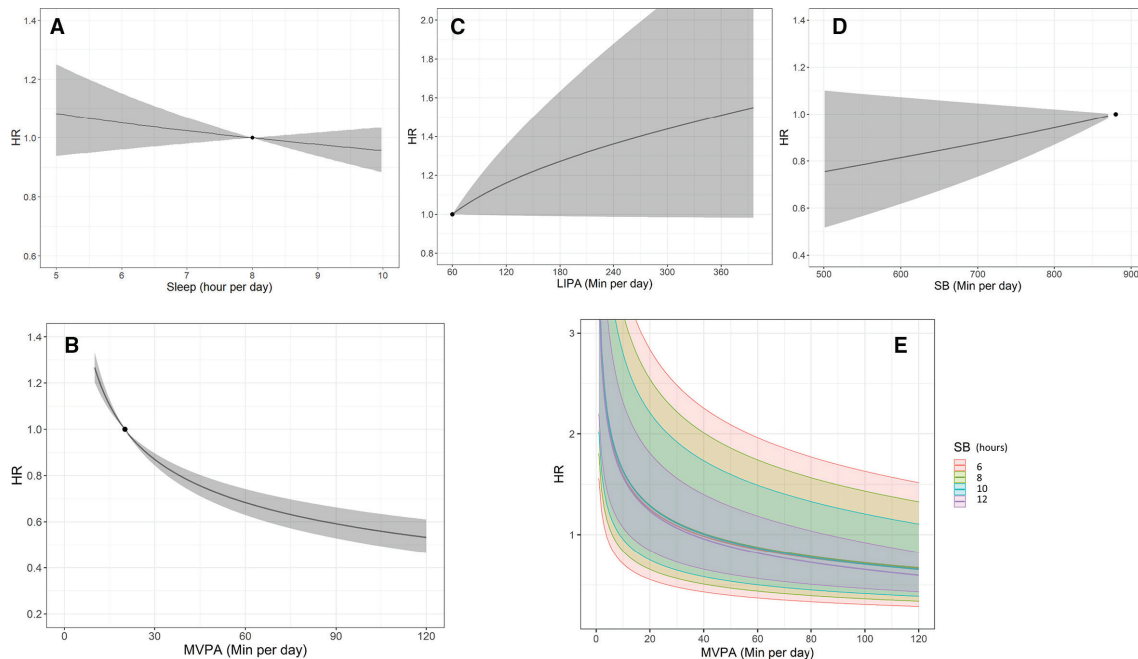 A
HR
1.4
1.2
1.0
0.8
0.6
5 6 7 8 9 10
Sleep (hour per day)
C
HR
2.0
1.8
1.6
1.4
1.2
1.0
0.8
60 120 180 240 300 360
LIPA (Min per day)
D
HR
1.4
1.2
1.0
0.8
0.6
0.4
500 600 700 800 900
SB (Min per day)
B
HR
1.4
1.2
1.0
0.8
0.6
0.4
0.2
0 30 60 90 120
MVPA (Min per day)
E
HR
3
2
1
0 20 40 60 80 100 120
MVPA (Min per day)
SB (hours)
6
8
10
12